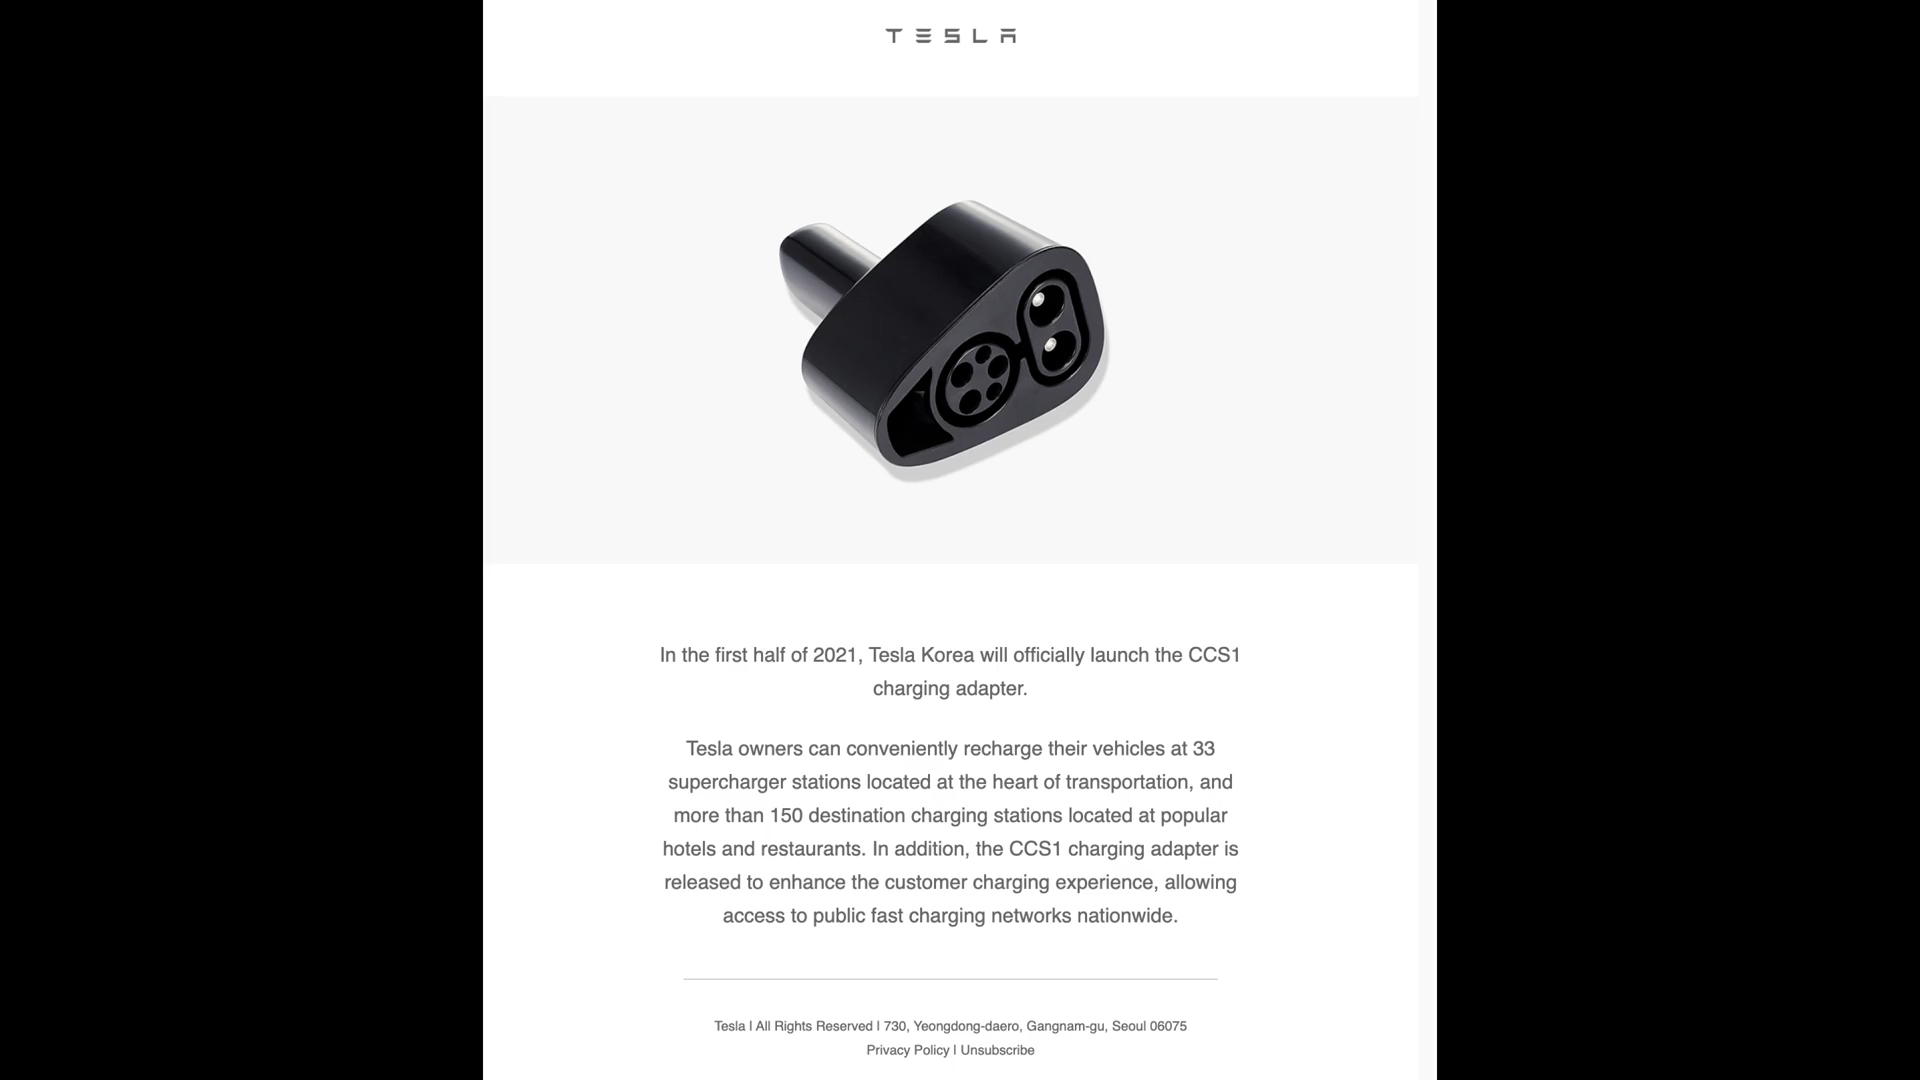 TESLA
In the first half of 2021, Tesla Korea will officially launch the CCS1
charging adapter.
Tesla owners can conveniently recharge their vehicles at 33
supercharger stations located at the heart of transportation, and
more than 150 destination charging stations located at popular
hotels and restaurants. In addition, the CCS1 charging adapter is
released to enhance the customer charging experience, allowing
access to public fast charging networks nationwide.
Tesla l All Rights Reserved l 730, Yeongdong-daero, Gangnam-gu, Seoul 06075
Privacy Policy l Unsubscribe